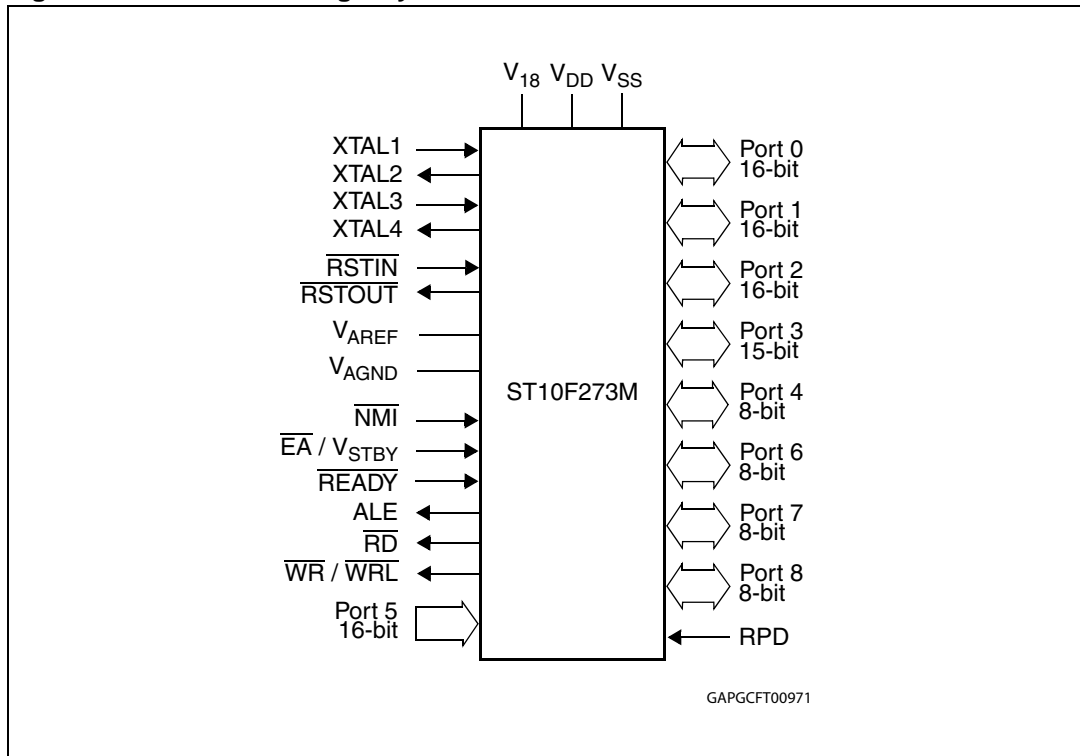 V18 VDD VSS
XTAL1
XTAL2
XTAL3
XTAL4
RSTIN
RSTOUT
VAREF
VAGND
NMI
EA / VSTBY
READY
ALE
RD
WR / WRL
Port 5
16-bit
ST10F273M
Port 0
16-bit
Port 1
16-bit
Port 2
16-bit
Port 3
15-bit
Port 4
8-bit
Port 6
8-bit
Port 7
8-bit
Port 8
8-bit
RPD
GAPGCFT00971